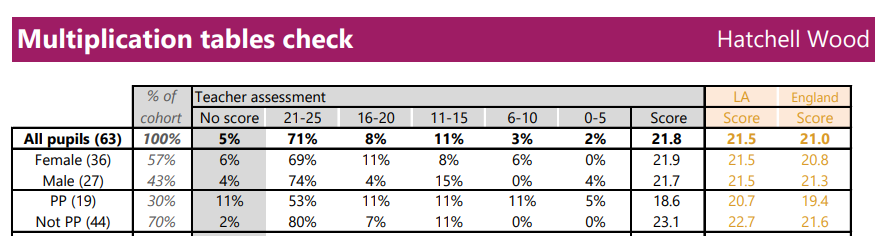 Multiplication tables check Hatchell Wood
% of Teacher assessment LA England
cohort No score 21-25 16-20 11-15 6-10 0-5 Score Score Score
All pupils (63) 100% 5% 71% 8% 11% 3% 2% 21.8 21.5 21.0
Female (36) 57% 6% 69% 11% 8% 6% 0% 21.9 21.5 20.8
Male (27) 43% 4% 74% 4% 15% 0% 4% 21.7 21.5 21.3
PP (19) 30% 11% 53% 11% 11% 11% 5% 18.6 20.7 19.4
Not PP (44) 70% 2% 80% 7% 11% 0% 0% 23.1 22.7 21.6